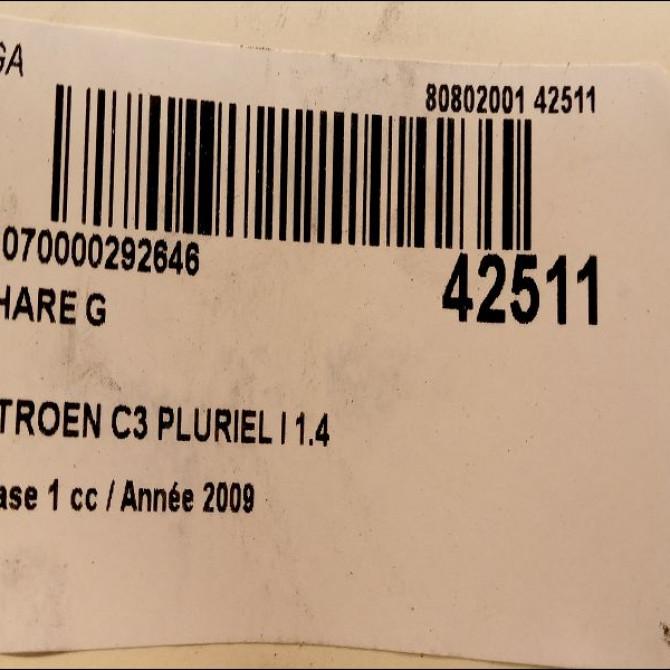 GA
80802001 42511
070000292646
42511
HARE G
TROEN C3 PLURIEL I 1.4
ase 1 cc / Année 2009